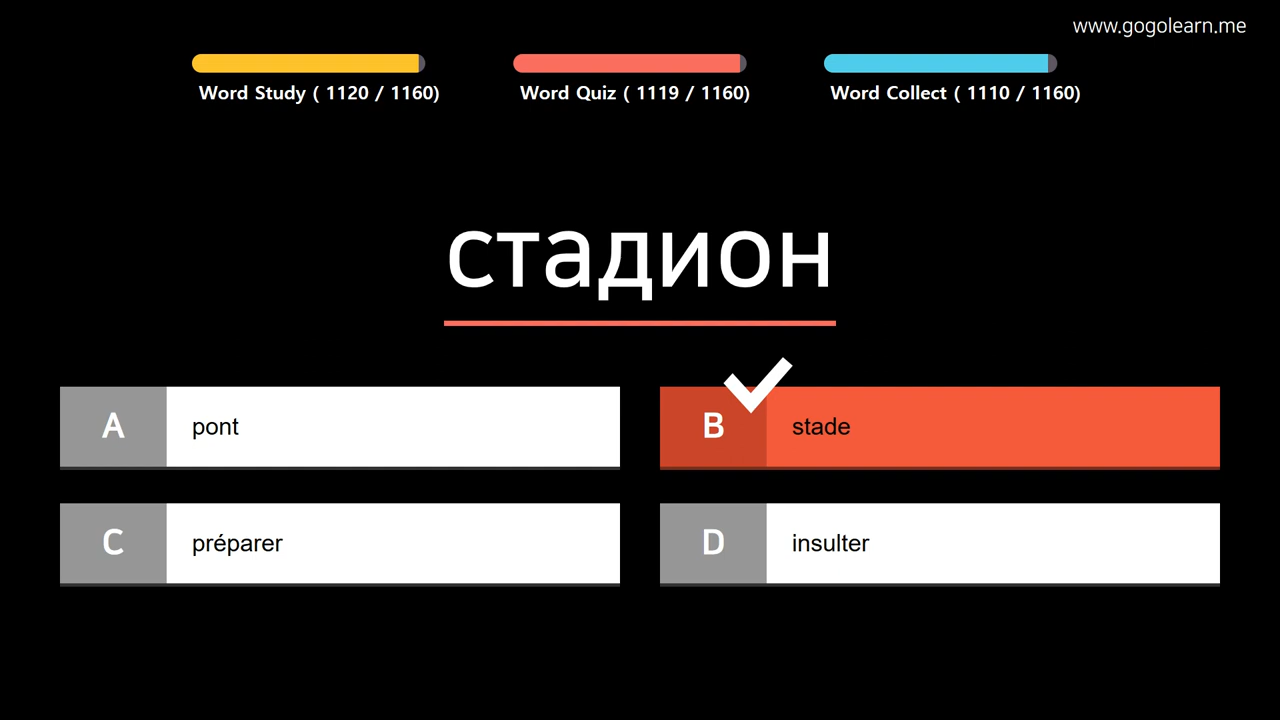 www.gogolearn.me
Word Study ( 1120 / 1160)
Word Quiz ( 1119 / 1160)
Word Collect ( 1110 / 1160)
стадион
A pont
B stade
C préparer
D insulter